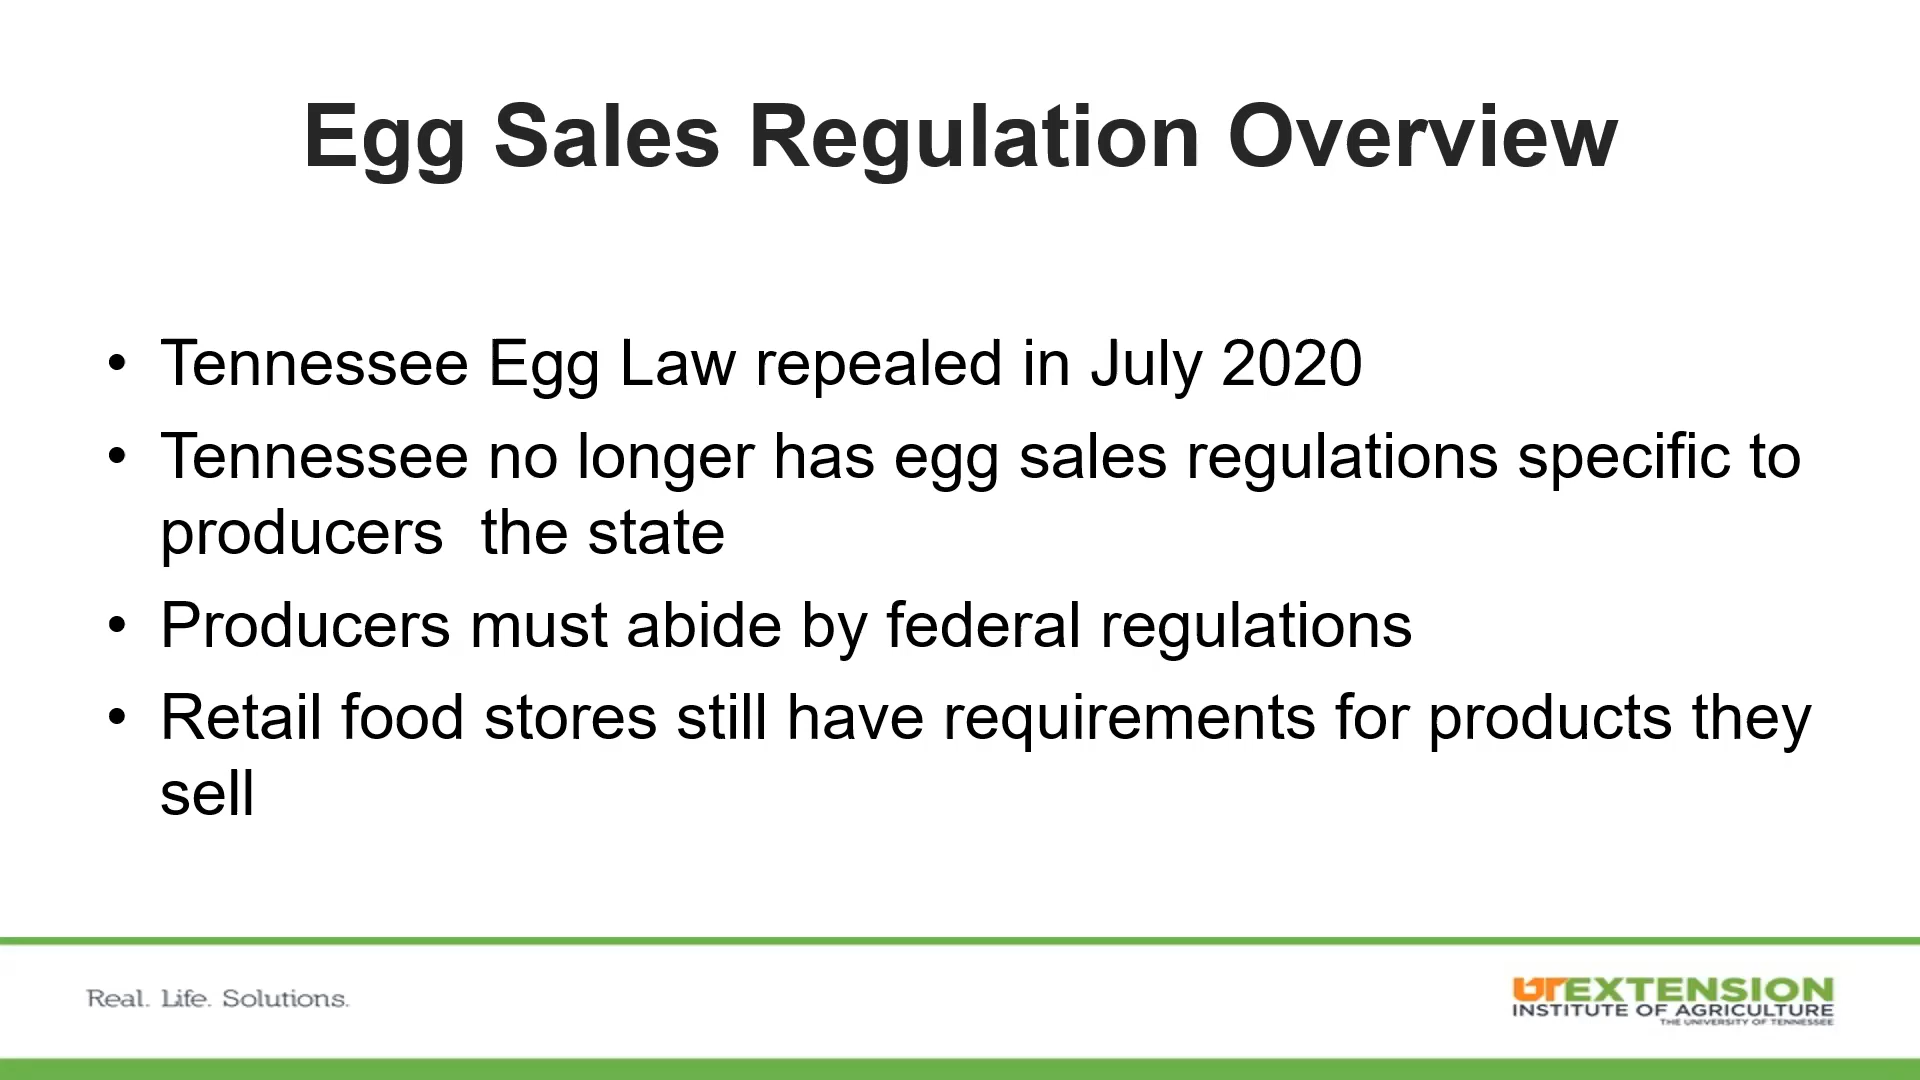 Egg Sales Regulation Overview
• Tennessee Egg Law repealed in July 2020
• Tennessee no longer has egg sales regulations specific to
producers  the state
• Producers must abide by federal regulations
• Retail food stores still have requirements for products they
sell
Real. Life. Solutions.
UTEXTENSION
INSTITUTE OF AGRICULTURE
THE UNIVERSITY OF TENNESSEE